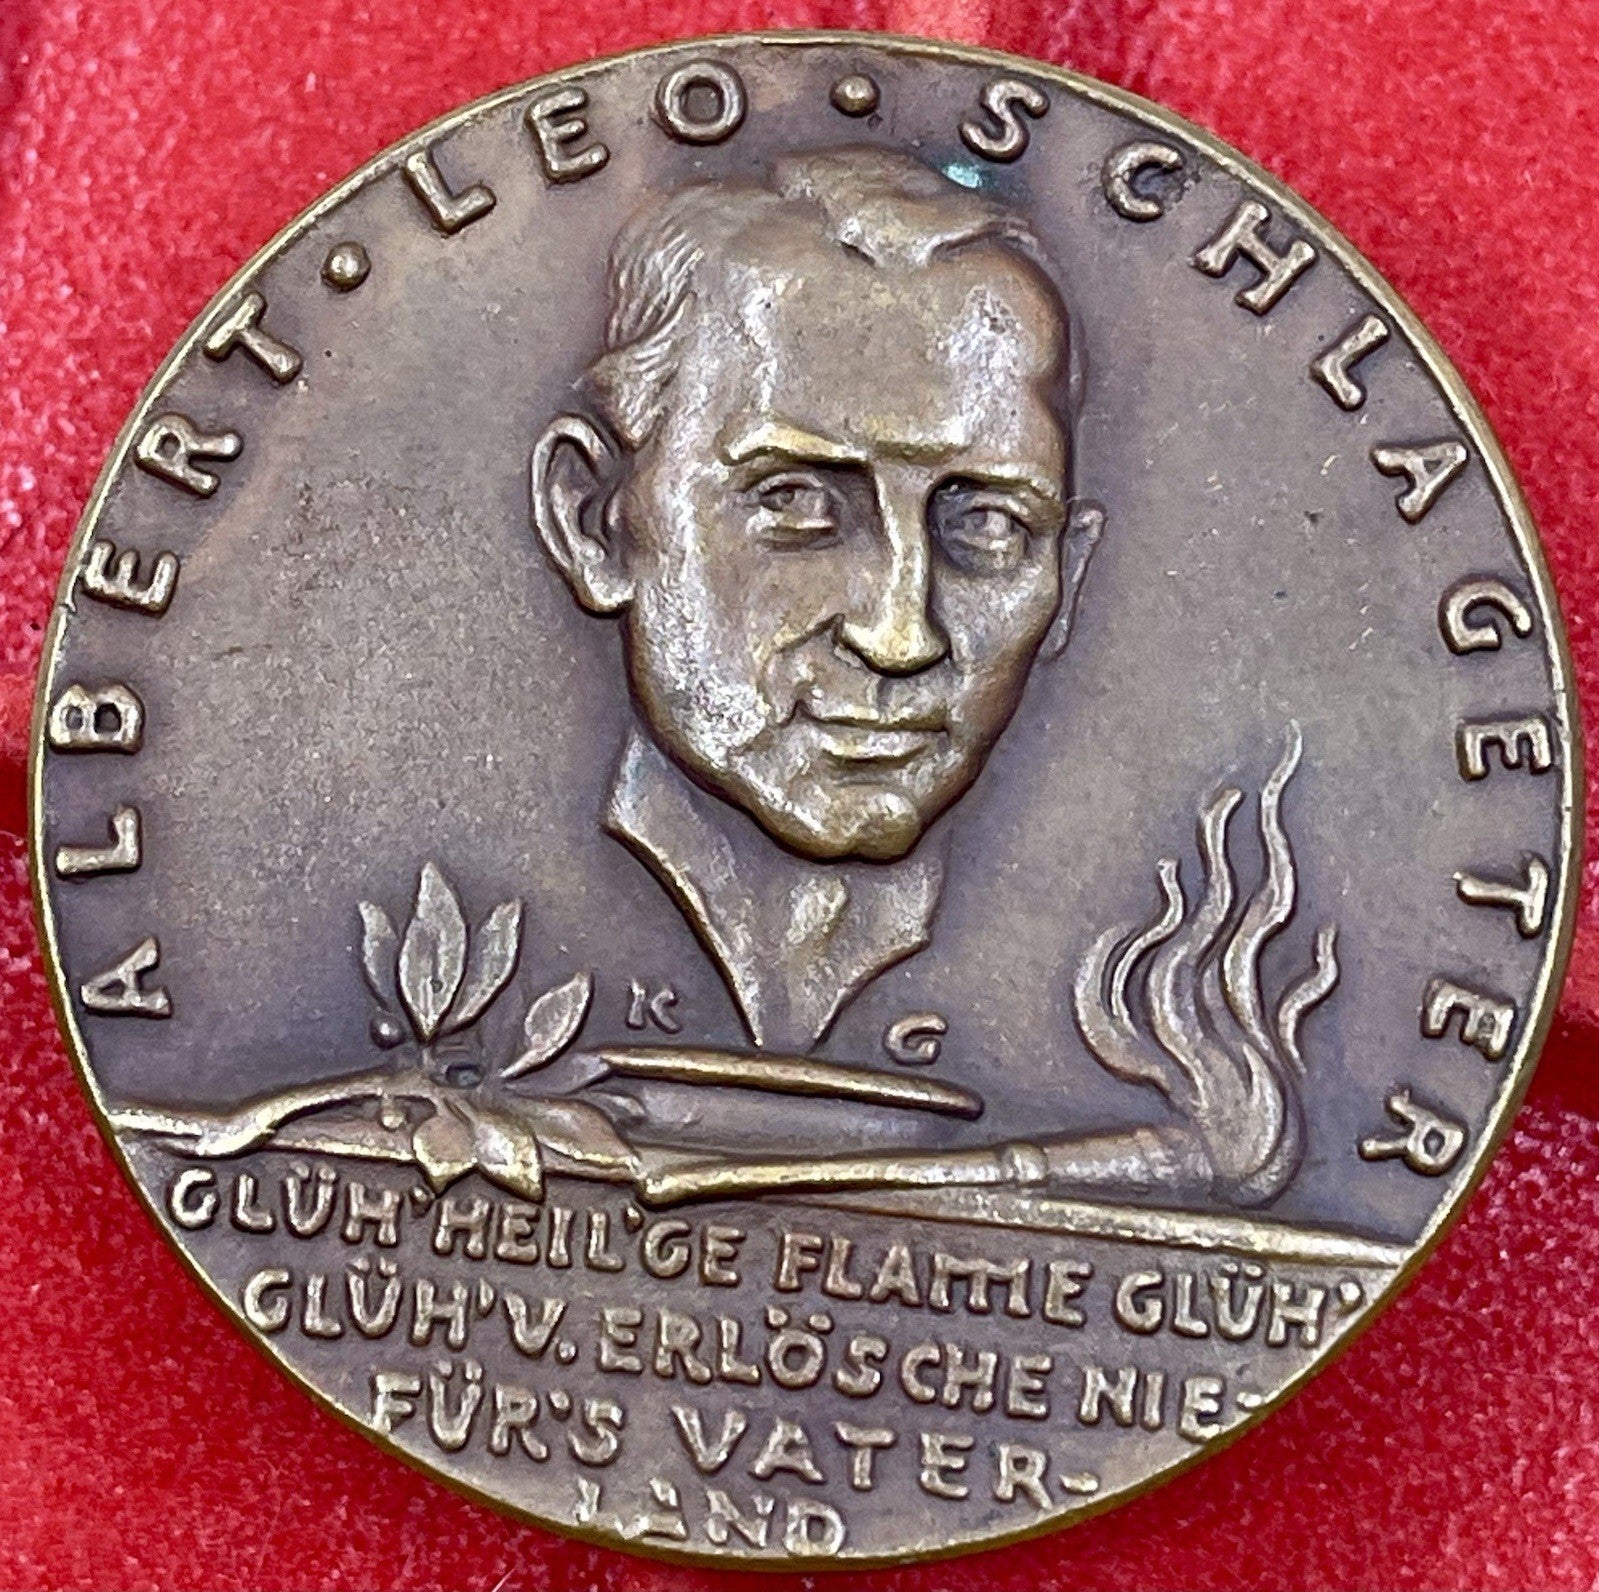 ALBERT · LEO · SCHLAGETER
K G
GLÜH' HEIL'GE FLAMME GLÜH'
GLÜH' V. ERLÖSCHE NIE-
FÜR'S VATER-
LAND